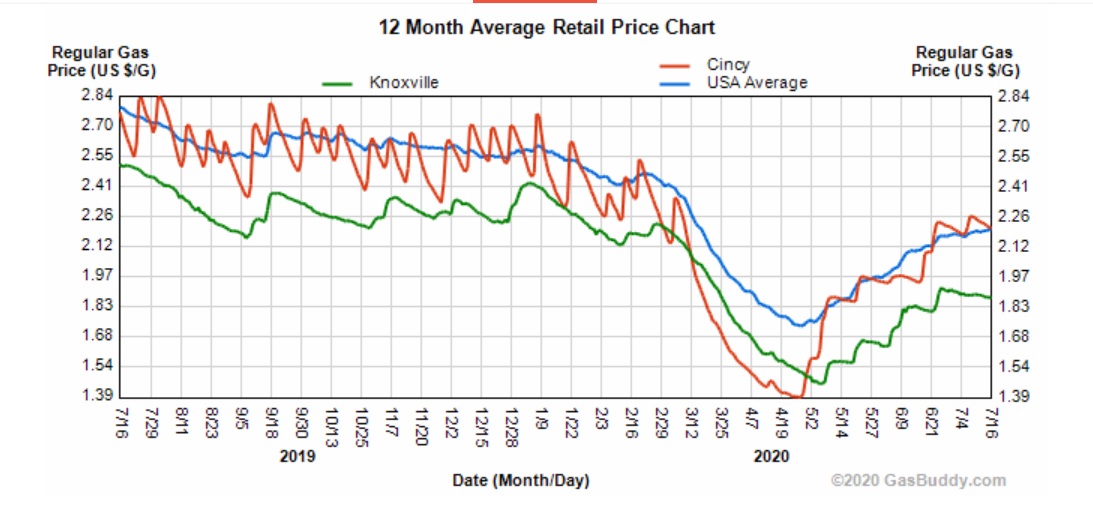 12 Month Average Retail Price Chart
Regular Gas
Price (US $/G)
Regular Gas
Price (US $/G)
Knoxville
Cincy
USA Average
2.84
2.70
2.55
2.41
2.26
2.12
1.97
1.83
1.68
1.54
1.39
2.84
2.70
2.55
2.41
2.26
2.12
1.97
1.83
1.68
1.54
1.39
7/16 7/29 8/11 8/23 9/5 9/18 9/30 10/13 10/25 11/7 11/20 12/2 12/15 12/28 1/9 1/22 2/3 2/16 2/29 3/12 3/25 4/7 4/19 5/2 5/14 5/27 6/9 6/21 7/4 7/16
2019 2020
Date (Month/Day)
©2020 GasBuddy.com